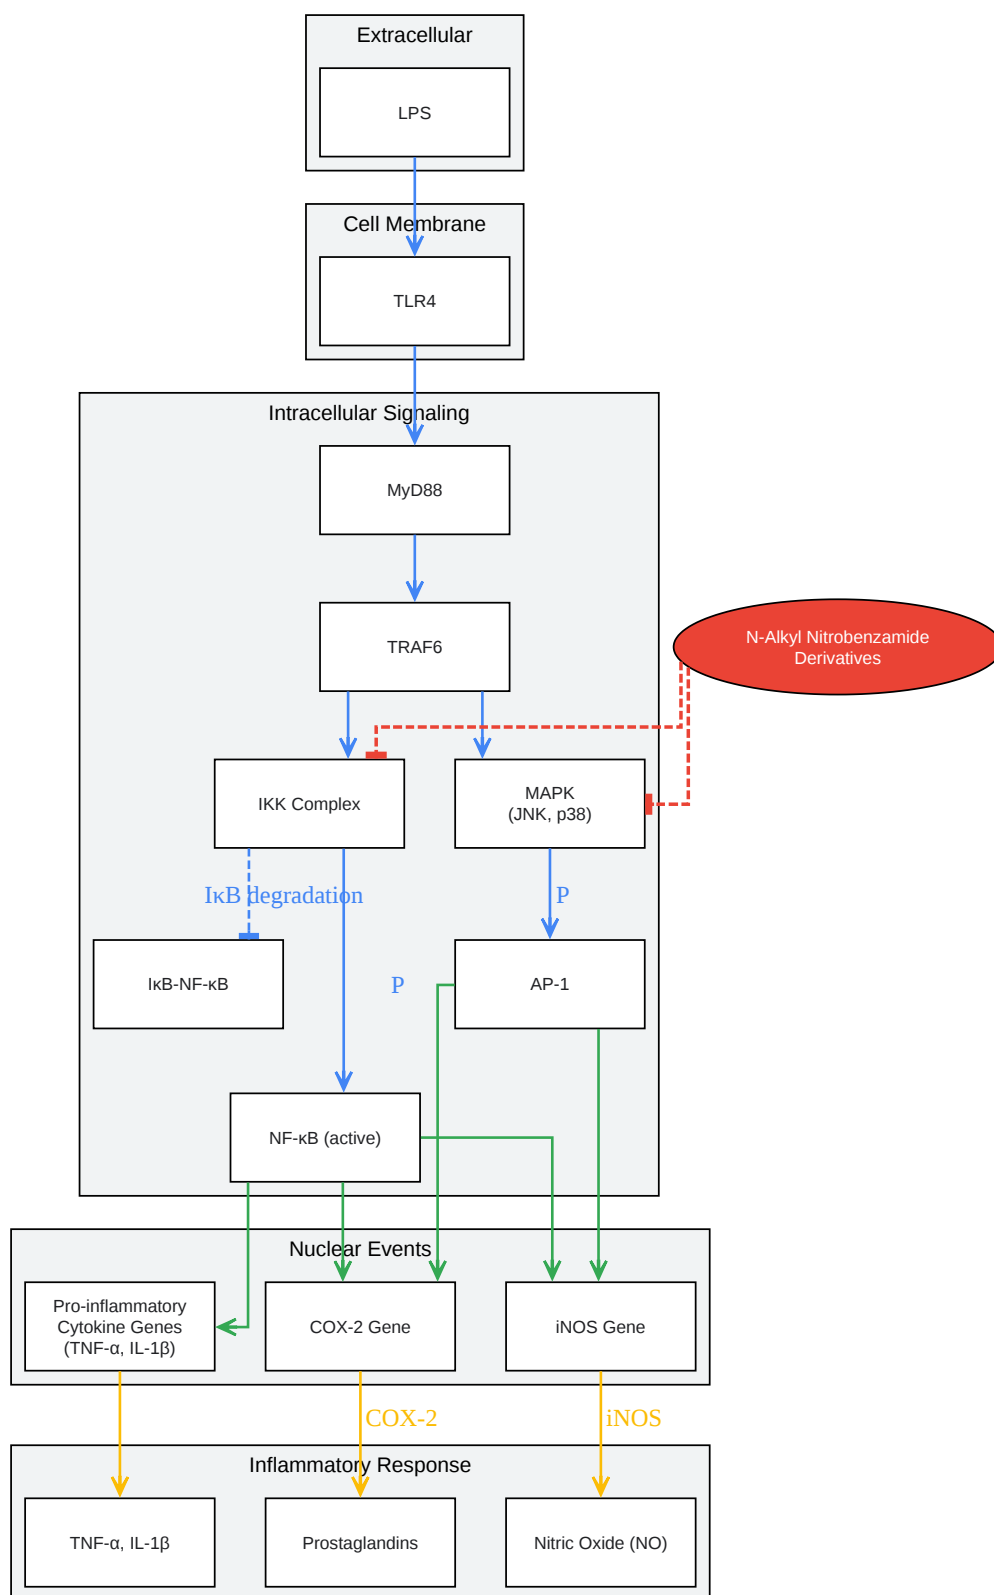 Extracellular
LPS
Cell Membrane
TLR4
Intracellular Signaling
MyD88
TRAF6
N-Alkyl Nitrobenzamide
Derivatives
IKK Complex
MAPK
(JNK, p38)
IκB degradation
P
IκB-NF-κB
P
AP-1
NF-κB (active)
Nuclear Events
Pro-inflammatory
Cytokine Genes
(TNF-α, IL-1β)
COX-2 Gene
iNOS Gene
COX-2
iNOS
Inflammatory Response
TNF-α, IL-1β
Prostaglandins
Nitric Oxide (NO)